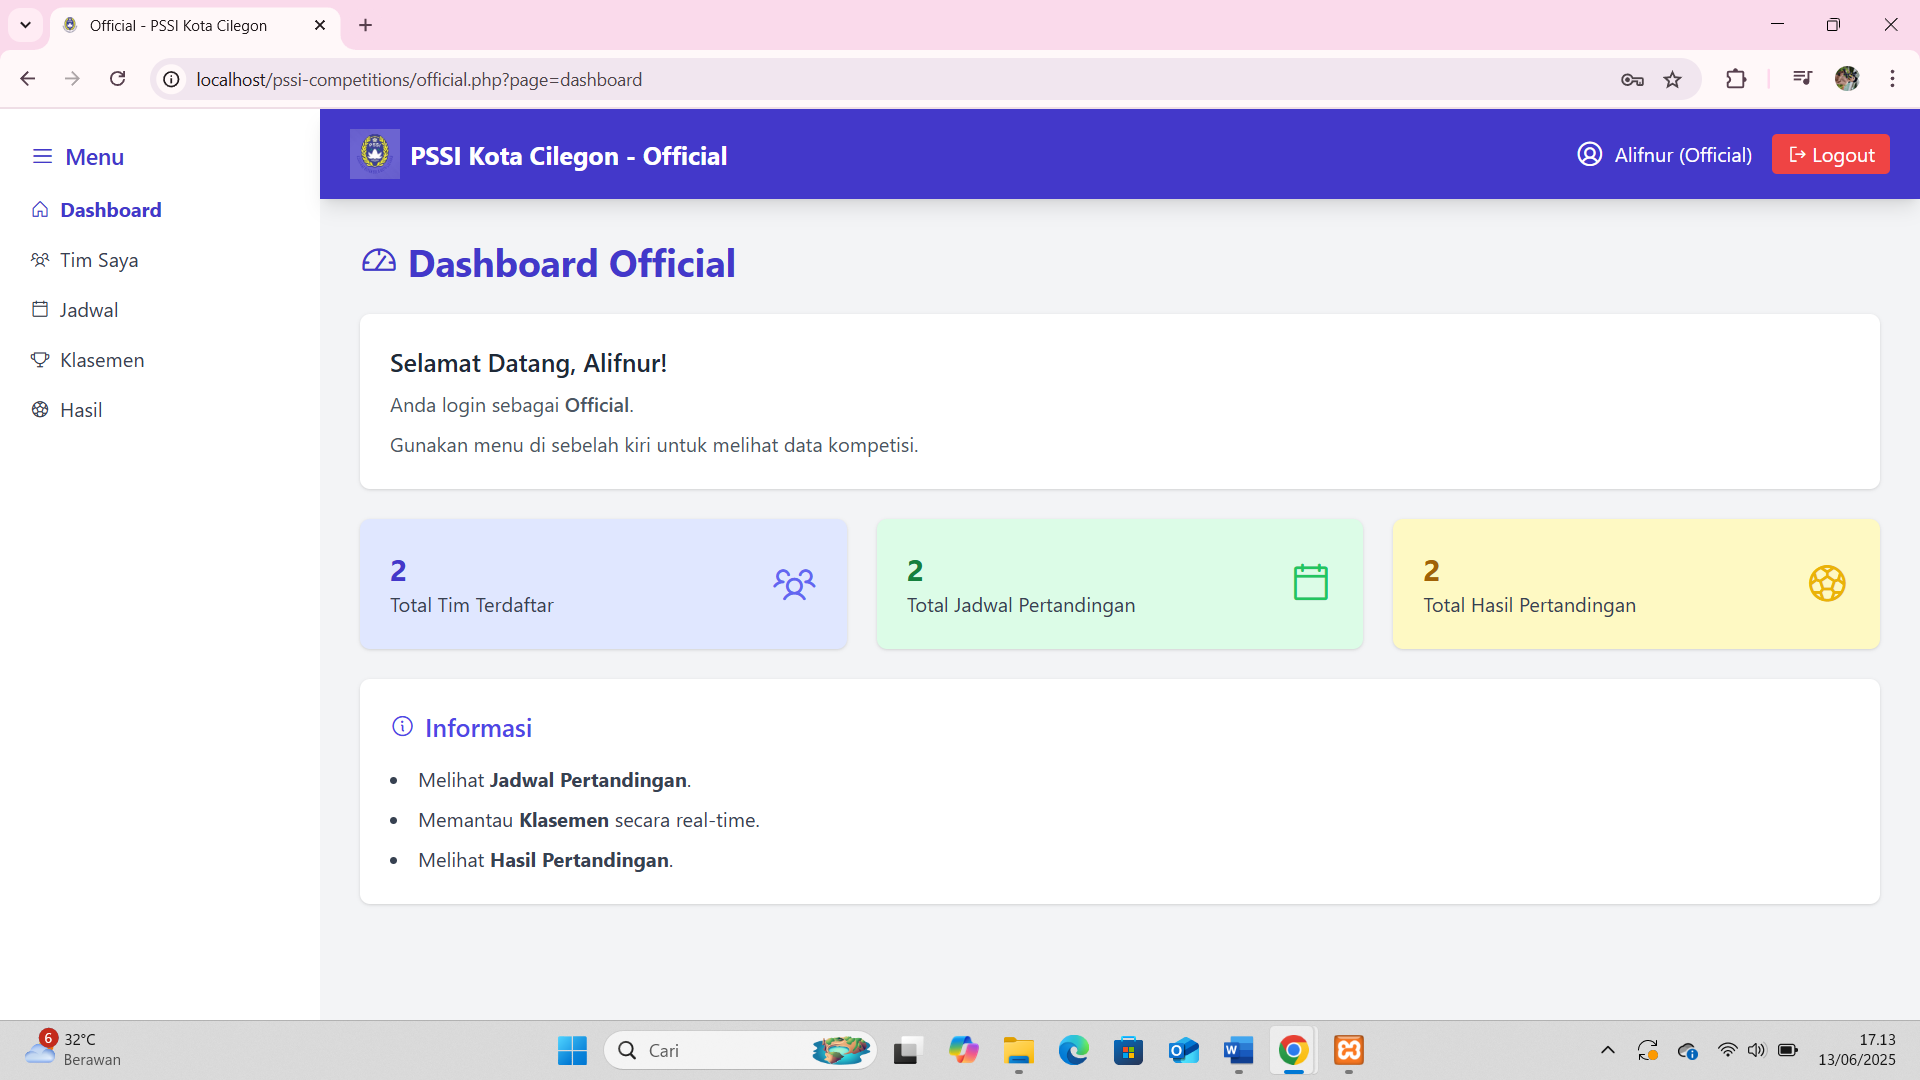 Official - PSSI Kota Cilegon
localhost/pssi-competitions/official.php?page=dashboard
Menu
Dashboard
Tim Saya
Jadwal
Klasemen
Hasil
PSSI Kota Cilegon - Official
Alifnur (Official)
Logout
Dashboard Official
Selamat Datang, Alifnur!
Anda login sebagai Official.
Gunakan menu di sebelah kiri untuk melihat data kompetisi.
2
Total Tim Terdaftar
2
Total Jadwal Pertandingan
2
Total Hasil Pertandingan
Informasi
Melihat Jadwal Pertandingan.
Memantau Klasemen secara real-time.
Melihat Hasil Pertandingan.
6
32°C
Berawan
Cari
17.13
13/06/2025